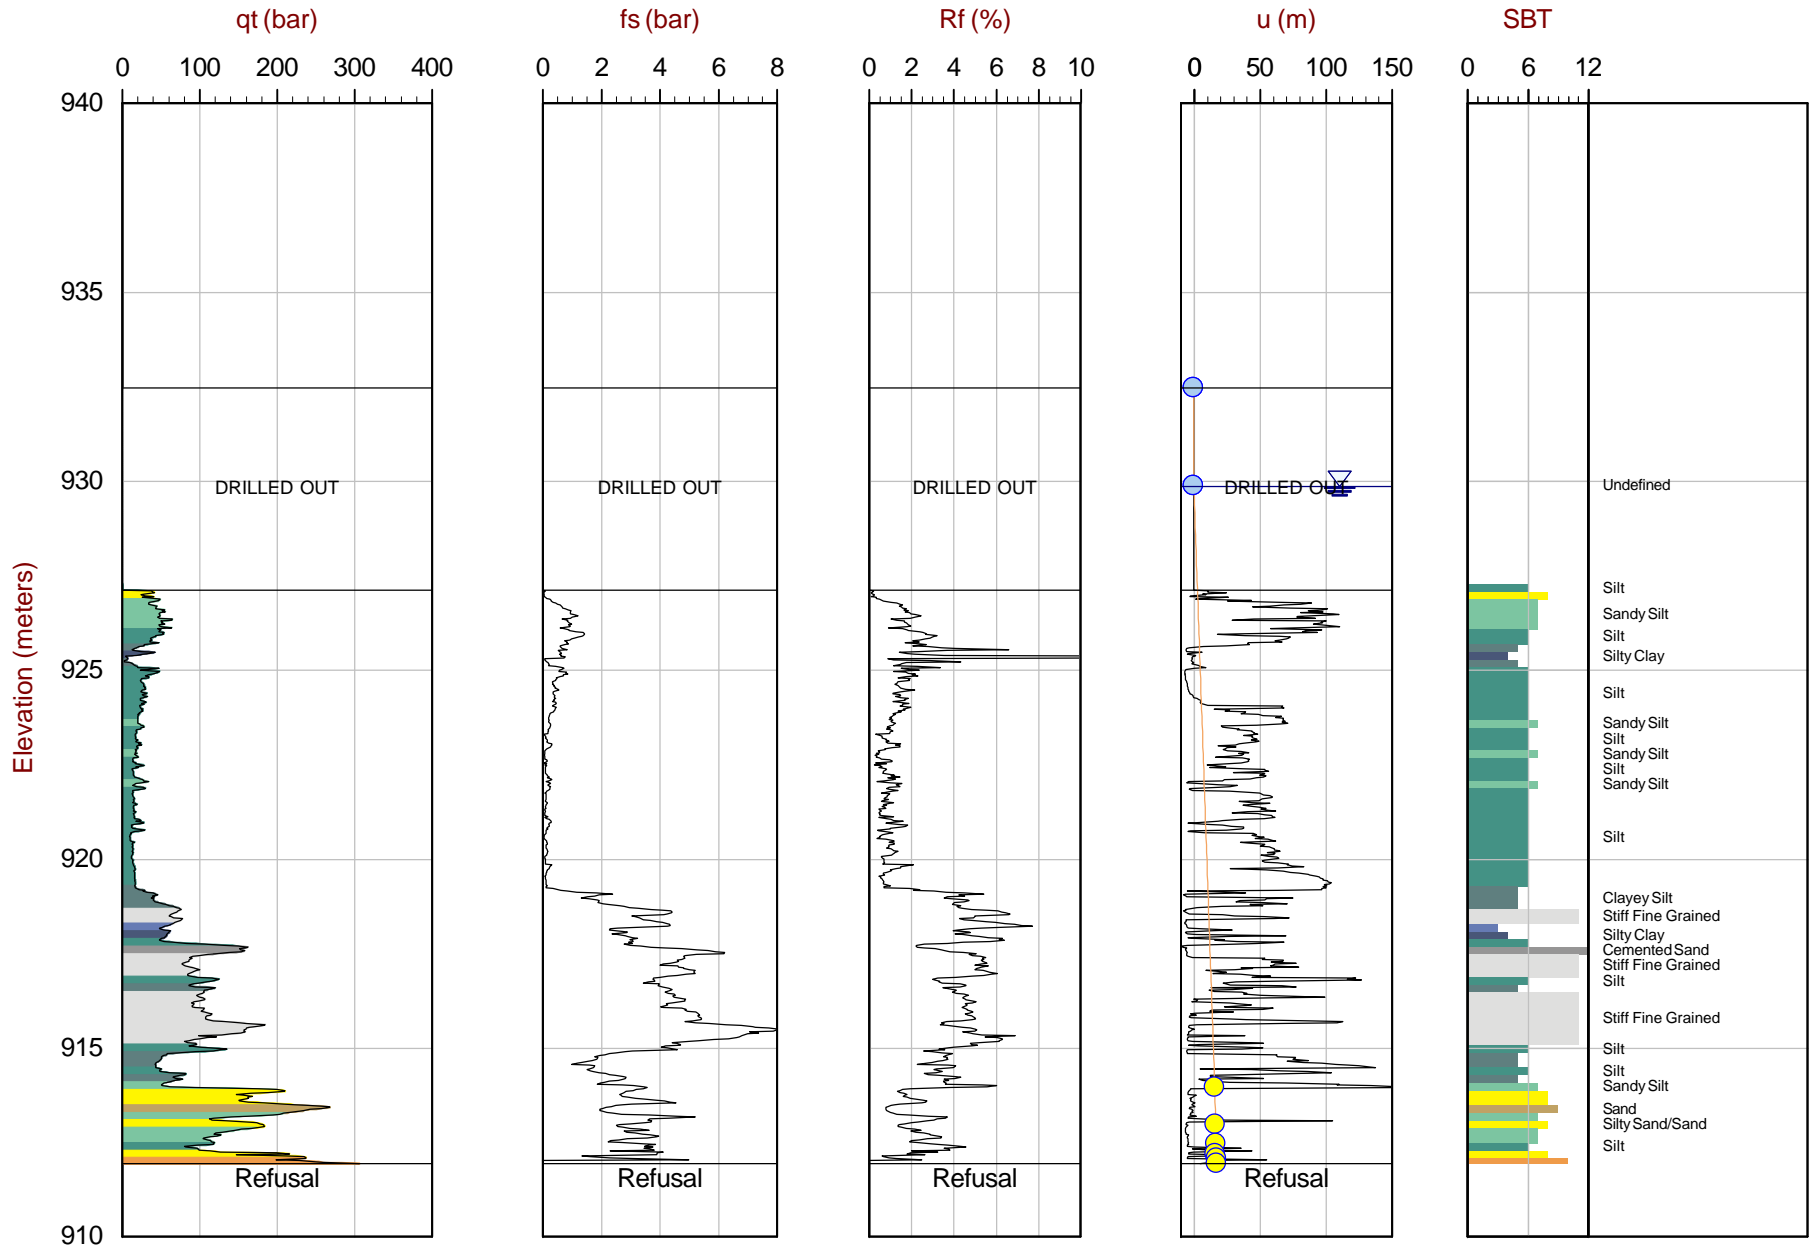 qt (bar) fs (bar) Rf (%) u (m) SBT
0 100 200 300 400 0 2 4 6 8 0 2 4 6 8 10 0 50 100 150 0 6 12
940
935
930
925
920
915
910
Elevation (meters)
DRILLED OUT DRILLED OUT DRILLED OUT DRILLED OUT
Undefined
Silt
Sandy Silt
Silt
Silty Clay
Silt
Sandy Silt
Silt
Sandy Silt
Silt
Sandy Silt
Silt
Clayey Silt
Stiff Fine Grained
Silty Clay
Cemented Sand
Stiff Fine Grained
Silt
Stiff Fine Grained
Silt
Silt
Sandy Silt
Sand
Silty Sand/Sand
Silt
Refusal Refusal Refusal Refusal